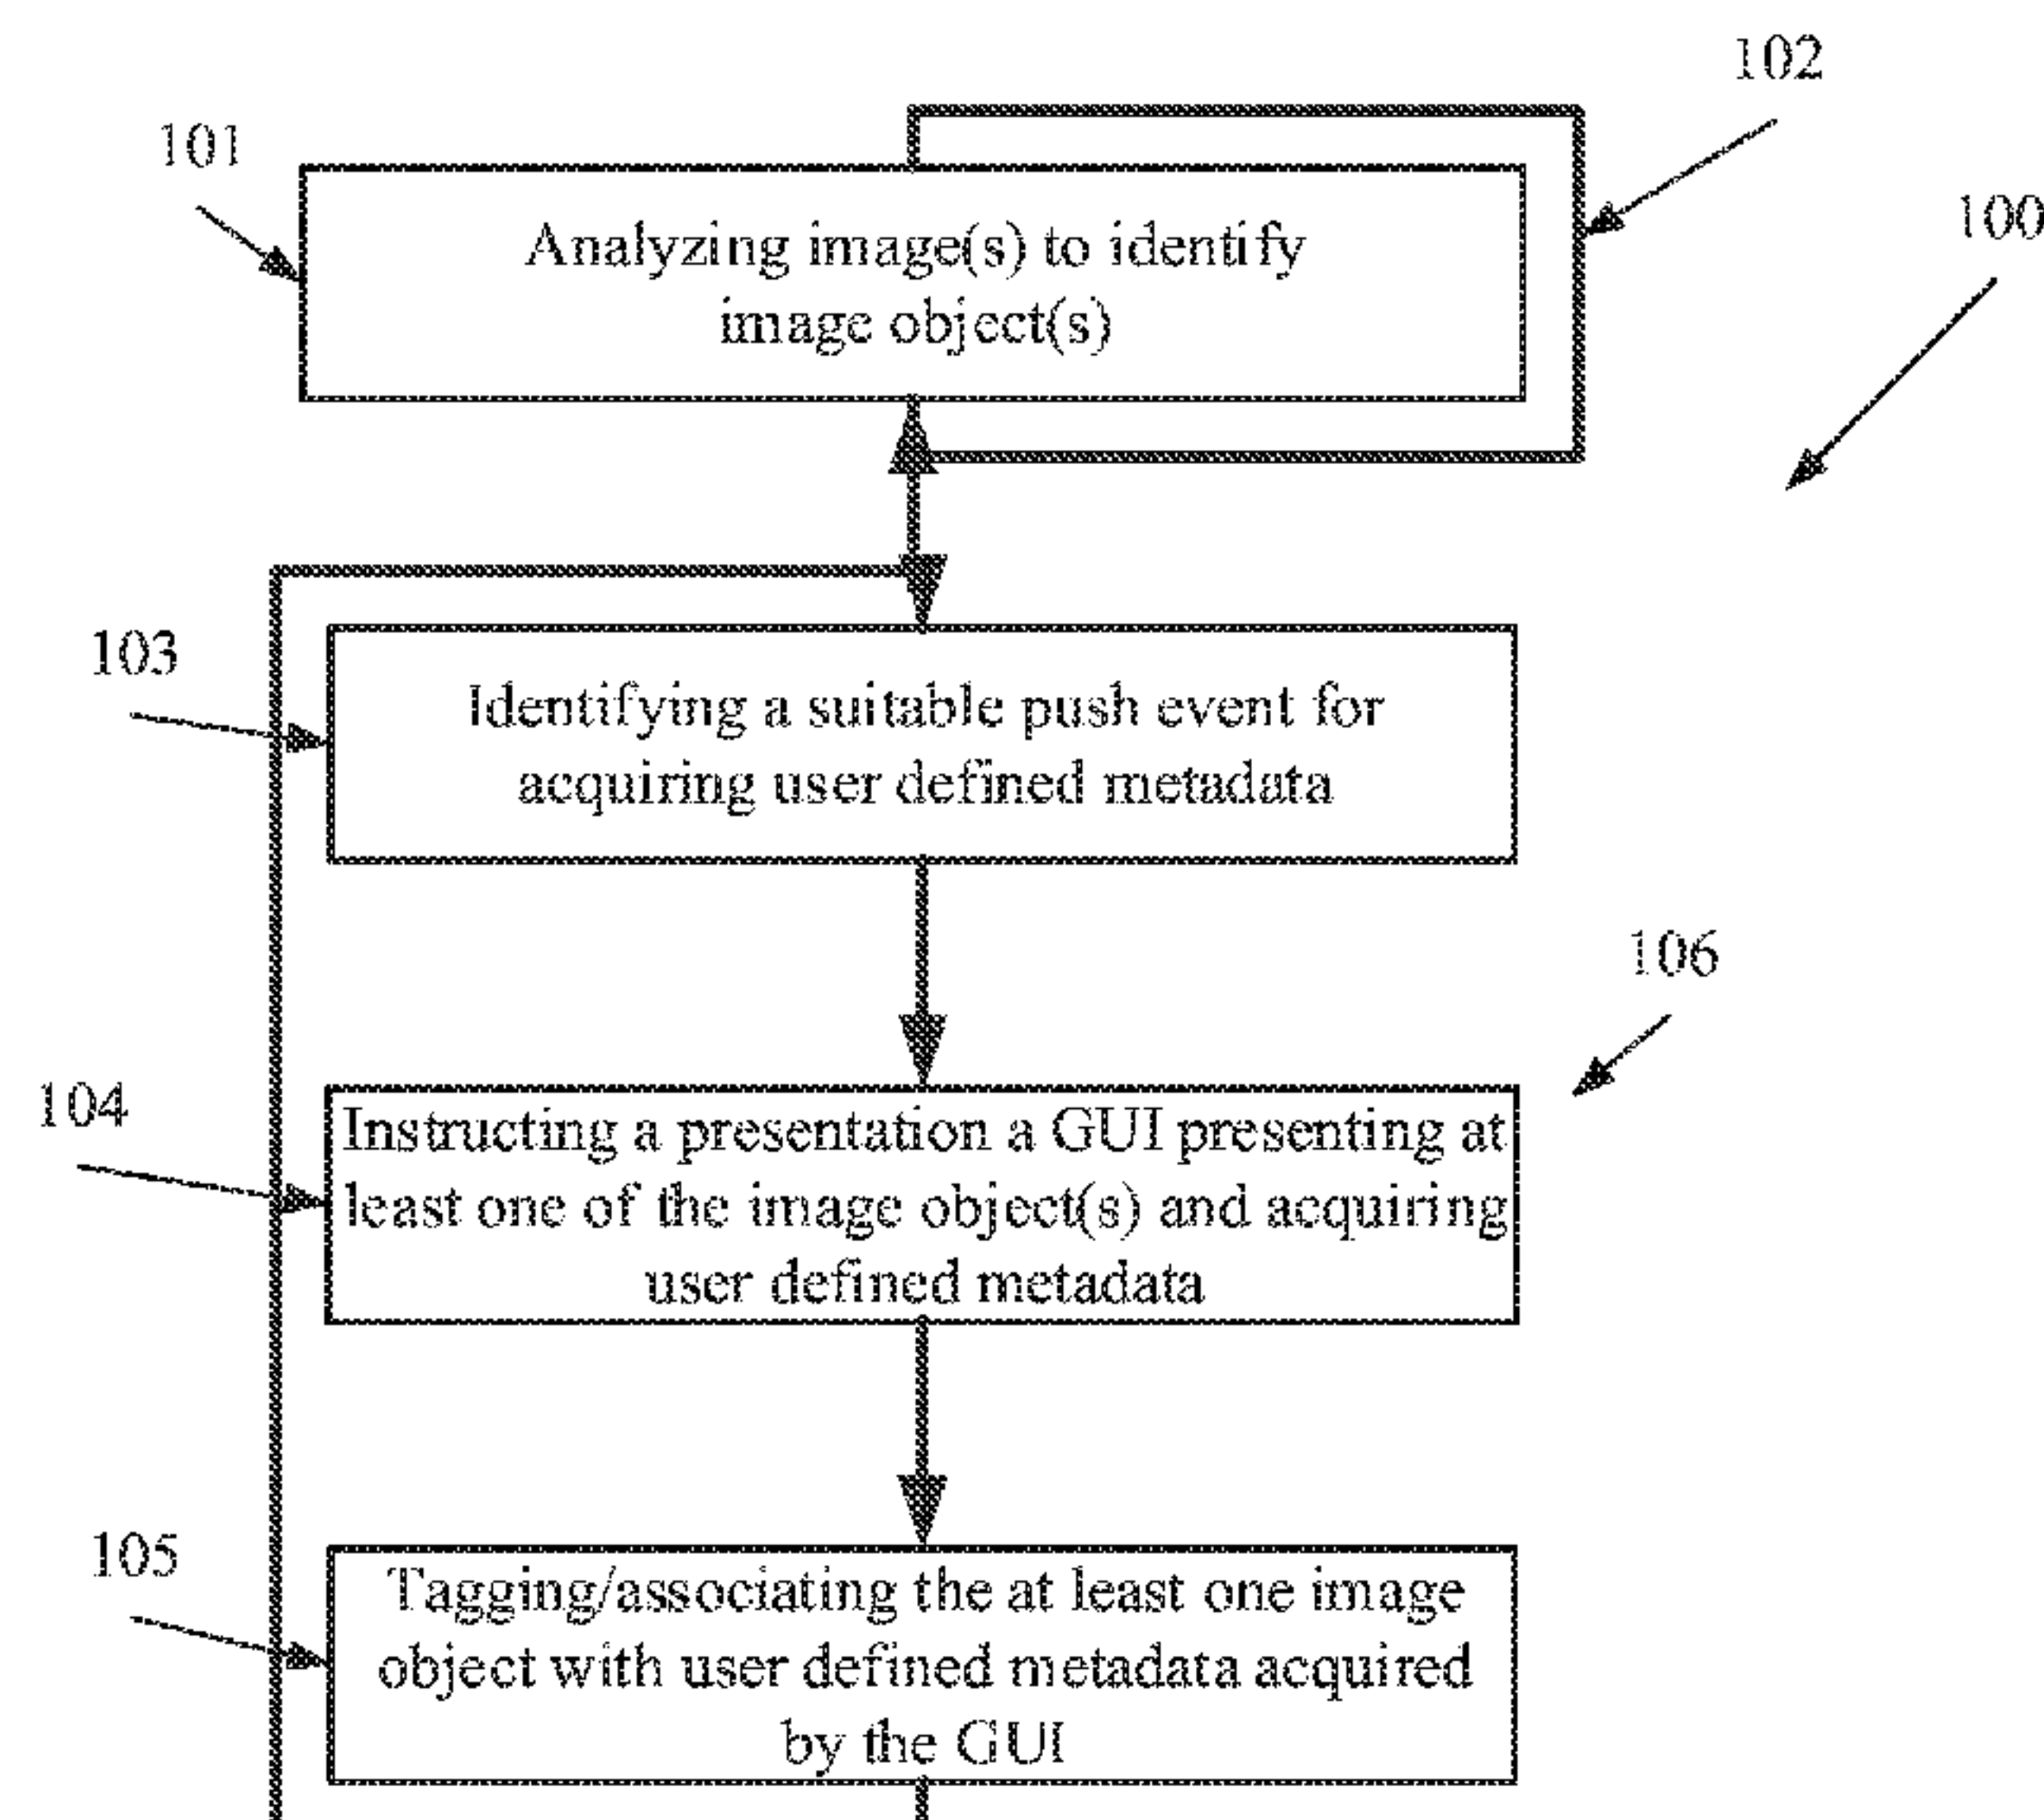 102
101
100
Analyzing image(s) to identify
image object(s)
103
Identifying a suitable push event for
acquiring user defined metadata
106
104
Instructing a presentation a GUI presenting at
least one of the image object(s) and acquiring
user defined metadata
105
Tagging/associating the at least one image
object with user defined metadata acquired
by the GUI